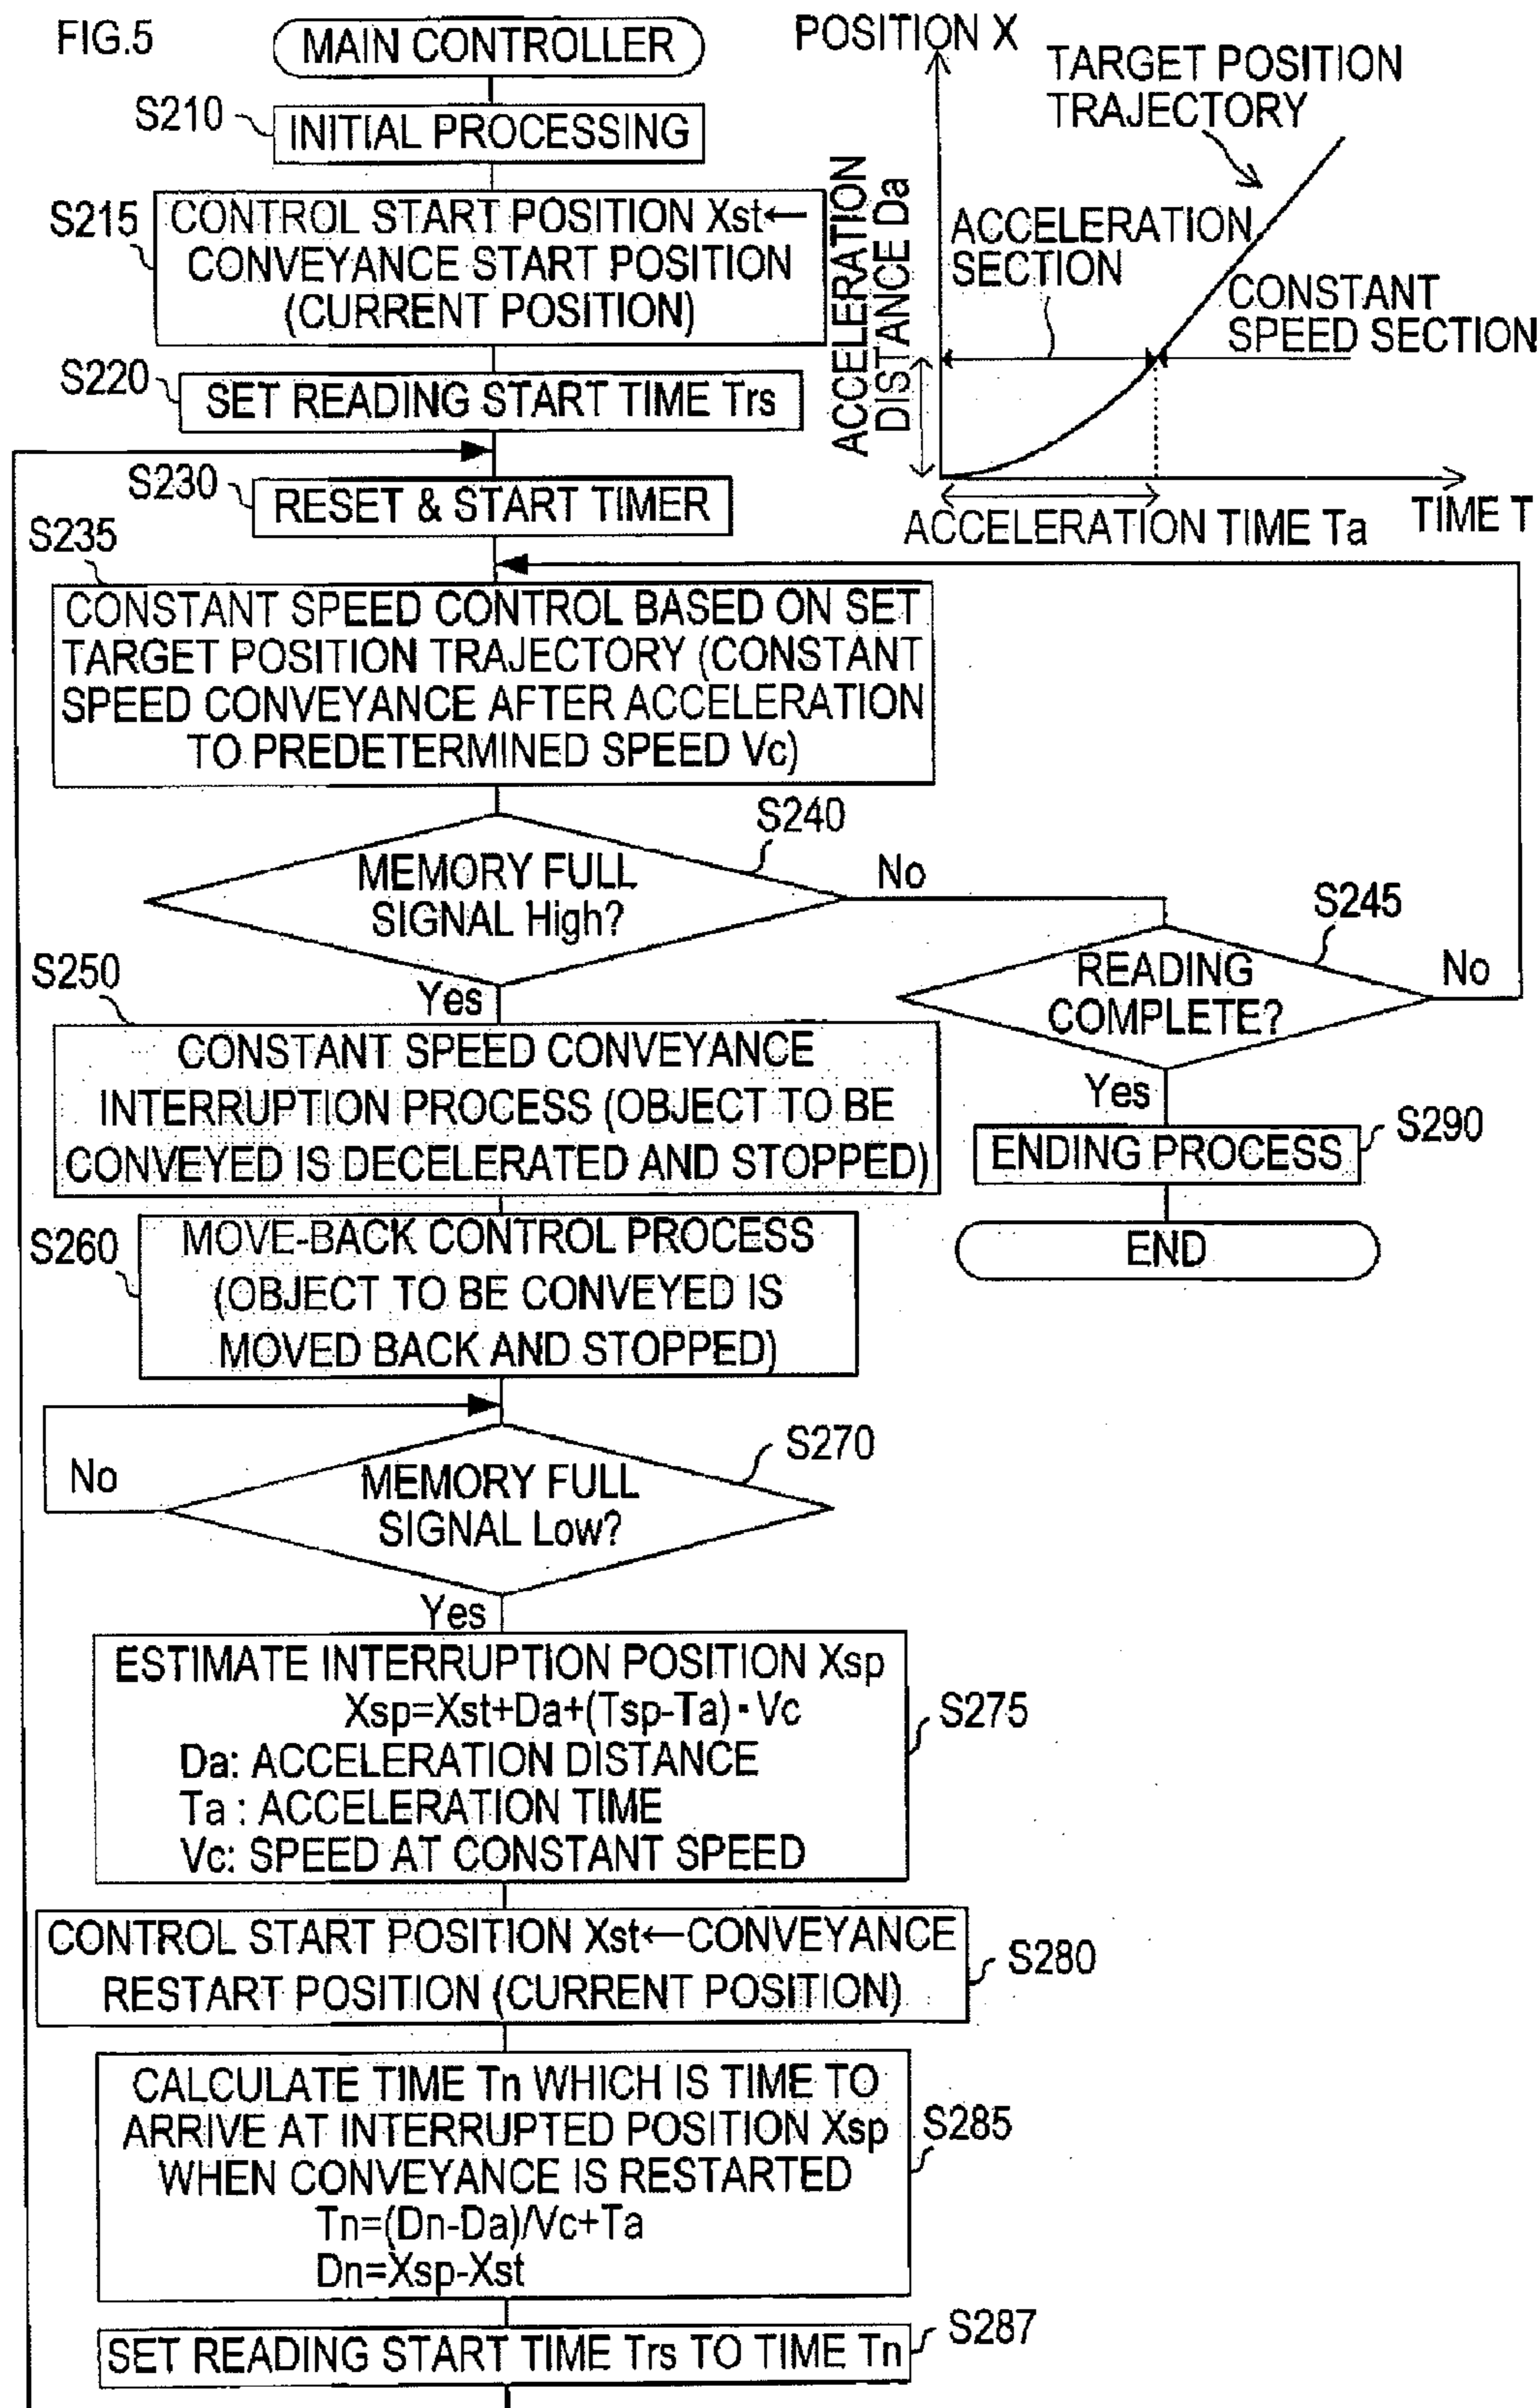 FIG.5
MAIN CONTROLLER
S210
INITIAL PROCESSING
S215
CONTROL START POSITION Xst←
CONVEYANCE START POSITION
(CURRENT POSITION)
S220
SET READING START TIME Trs
POSITION X
TARGET POSITION
TRAJECTORY
ACCELERATION
DISTANCE Da
ACCELERATION
SECTION
CONSTANT
SPEED SECTION
ACCELERATION TIME Ta
TIME T
S230
RESET & START TIMER
S235
CONSTANT SPEED CONTROL BASED ON SET
TARGET POSITION TRAJECTORY (CONSTANT
SPEED CONVEYANCE AFTER ACCELERATION
TO PREDETERMINED SPEED Vc)
S240
MEMORY FULL
SIGNAL High?
No
Yes
S245
READING
COMPLETE?
No
Yes
S290
ENDING PROCESS
END
S250
CONSTANT SPEED CONVEYANCE
INTERRUPTION PROCESS (OBJECT TO BE
CONVEYED IS DECELERATED AND STOPPED)
S260
MOVE-BACK CONTROL PROCESS
(OBJECT TO BE CONVEYED IS
MOVED BACK AND STOPPED)
S270
MEMORY FULL
SIGNAL Low?
No
Yes
ESTIMATE INTERRUPTION POSITION Xsp
Xsp=Xst+Da+(Tsp-Ta)·Vc
Da: ACCELERATION DISTANCE
Ta : ACCELERATION TIME
Vc: SPEED AT CONSTANT SPEED
S275
CONTROL START POSITION Xst←CONVEYANCE
RESTART POSITION (CURRENT POSITION)
S280
CALCULATE TIME Tn WHICH IS TIME TO
ARRIVE AT INTERRUPTED POSITION Xsp
WHEN CONVEYANCE IS RESTARTED
Tn=(Dn-Da)/Vc+Ta
Dn=Xsp-Xst
S285
SET READING START TIME Trs TO TIME Tn
S287